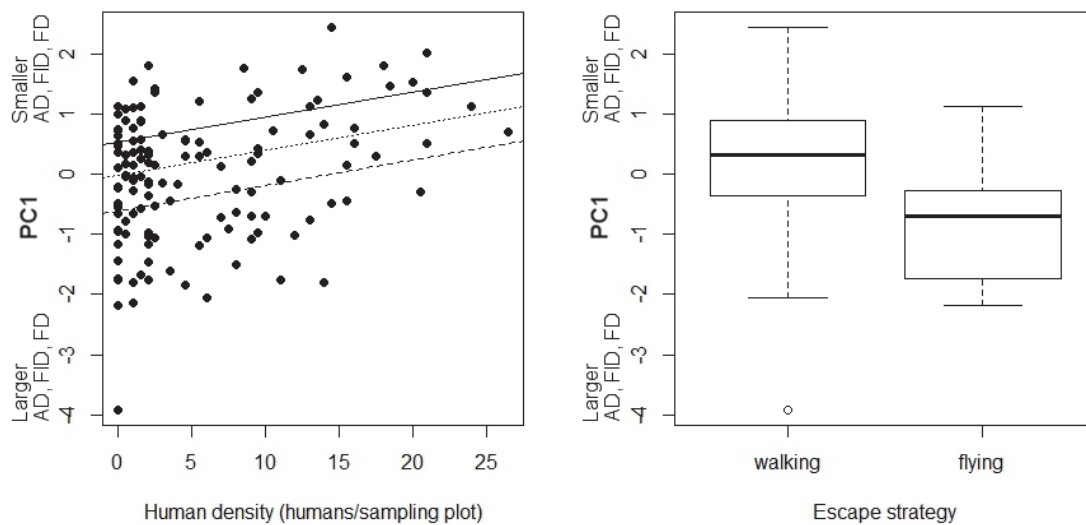 Smaller
AD, FID, FD
PC1
Larger
AD, FID, FD
2
1
0
-1
-2
-3
-4
0
5
10
15
20
25
Human density (humans/sampling plot)
Smaller
AD, FID, FD
PC1
Larger
AD, FID, FD
2
1
0
-1
-2
-3
-4
walking
flying
Escape strategy